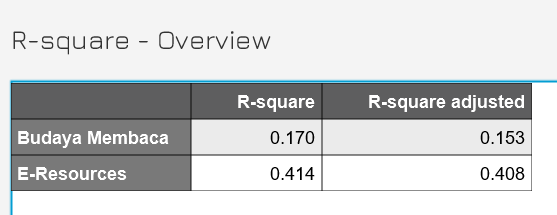 R-square - Overview
R-square R-square adjusted
Budaya Membaca 0.170 0.153
E-Resources 0.414 0.408